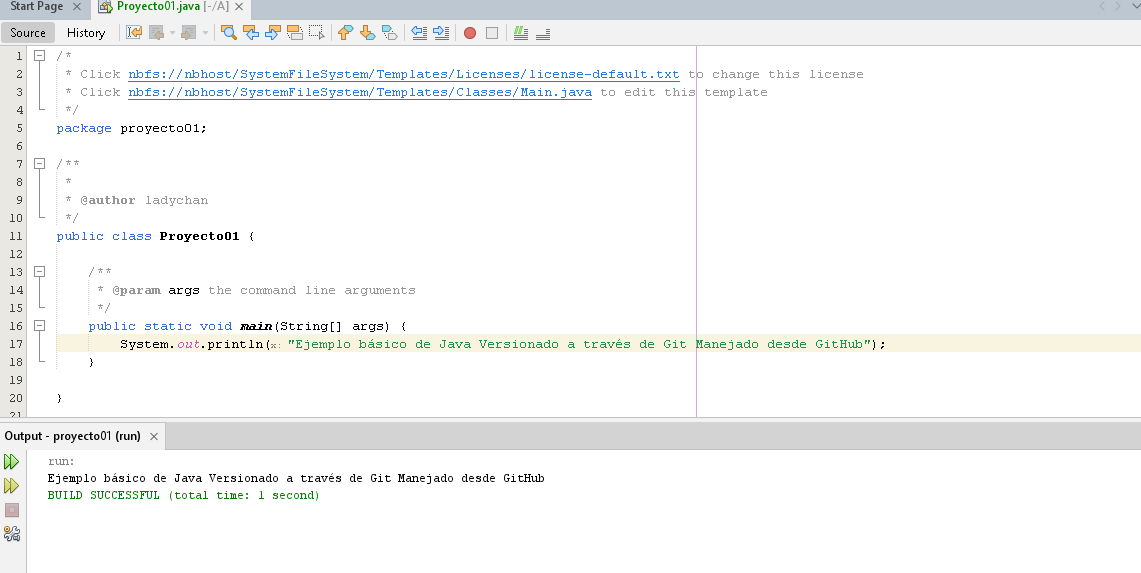 Start Page
Proyecto01.java [-/A]
Source History
1 /*
2 * Click nbfs://nbhost/SystemFileSystem/Templates/Licenses/license-default.txt to change this license
3 * Click nbfs://nbhost/SystemFileSystem/Templates/Classes/Main.java to edit this template
4 */
5 package proyecto01;
6
7 /**
8 *
9 * @author ladychan
10 */
11 public class Proyecto01 {
12
13 /**
14 * @param args the command line arguments
15 */
16 public static void main(String[] args) {
17 System.out.println(x: "Ejemplo básico de Java Versionado a través de Git Manejado desde GitHub");
18 }
19
20 }
21
Output - proyecto01 (run)
run:
Ejemplo básico de Java Versionado a través de Git Manejado desde GitHub
BUILD SUCCESSFUL (total time: 1 second)